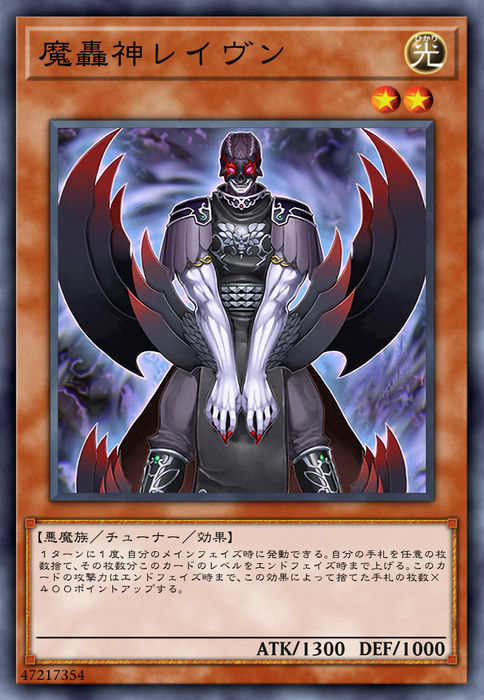 魔轟神レイヴン
ひかり
光
【悪魔族／チューナー／効果】
１ターンに１度、自分のメインフェイズ時に発動できる。自分の手札を任意の枚
数捨て、その枚数分このカードのレベルをエンドフェイズ時まで上げる。このカ
ードの攻撃力はエンドフェイズ時まで、この効果によって捨てた手札の枚数×
４００ポイントアップする。
ATK/1300 DEF/1000
47217354